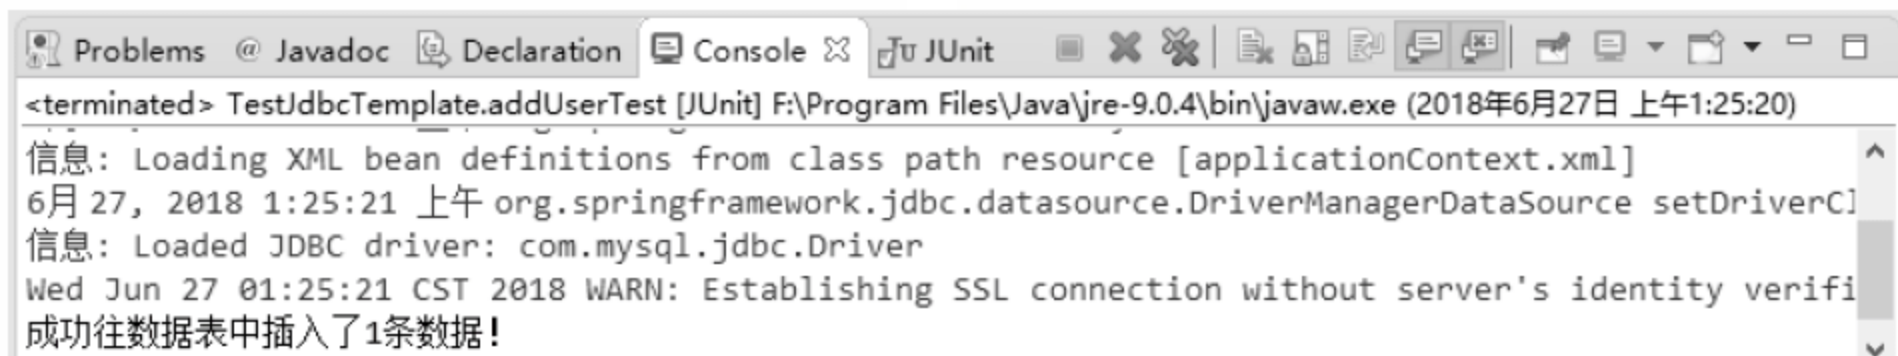 Problems @ Javadoc Declaration Console JUnit
<terminated> TestJdbcTemplate.addUserTest [JUnit] F:\Program Files\Java\jre-9.0.4\bin\javaw.exe (2018年6月27日 上午1:25:20)
信息: Loading XML bean definitions from class path resource [applicationContext.xml]
6月 27, 2018 1:25:21 上午 org.springframework.jdbc.datasource.DriverManagerDataSource setDriverCl
信息: Loaded JDBC driver: com.mysql.jdbc.Driver
Wed Jun 27 01:25:21 CST 2018 WARN: Establishing SSL connection without server's identity verifi
成功往数据表中插入了1条数据!